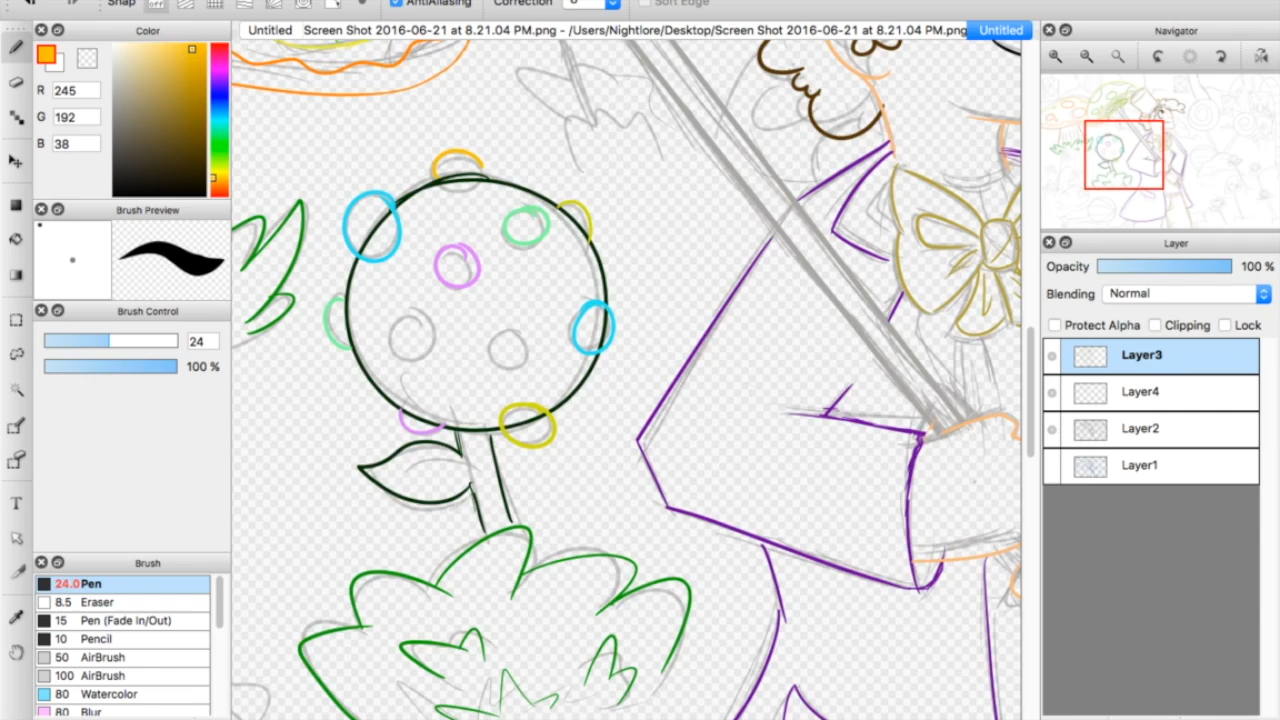 Snap off AntiAliasing Correction Soft Edge
Color
Untitled Screen Shot 2016-06-21 at 8.21.04 PM.png - /Users/Nightlore/Desktop/Screen Shot 2016-06-21 at 8.21.04 PM.png Untitled
Navigator
R 245
G 192
B 38
Brush Preview
Layer
Opacity 100 %
Blending Normal
Brush Control
Protect Alpha Clipping Lock
24
100 %
Layer3
Layer4
Layer2
Layer1
T
Brush
24.0 Pen
8.5 Eraser
15 Pen (Fade In/Out)
10 Pencil
50 AirBrush
100 AirBrush
80 Watercolor
80 Blur